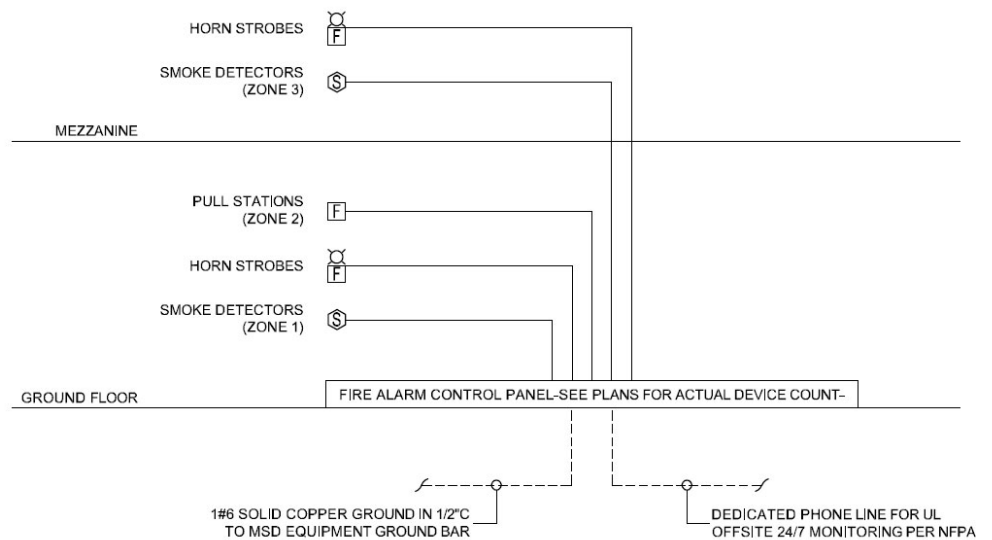 HORN STROBES
F
SMOKE DETECTORS
(ZONE 3)
S
MEZZANINE
PULL STATIONS
(ZONE 2)
F
HORN STROBES
F
SMOKE DETECTORS
(ZONE 1)
S
GROUND FLOOR
FIRE ALARM CONTROL PANEL-SEE PLANS FOR ACTUAL DEVICE COUNT-
1#6 SOLID COPPER GROUND IN 1/2"C
TO MSD EQUIPMENT GROUND BAR
DEDICATED PHONE LINE FOR UL
OFFSITE 24/7 MONITORING PER NFPA